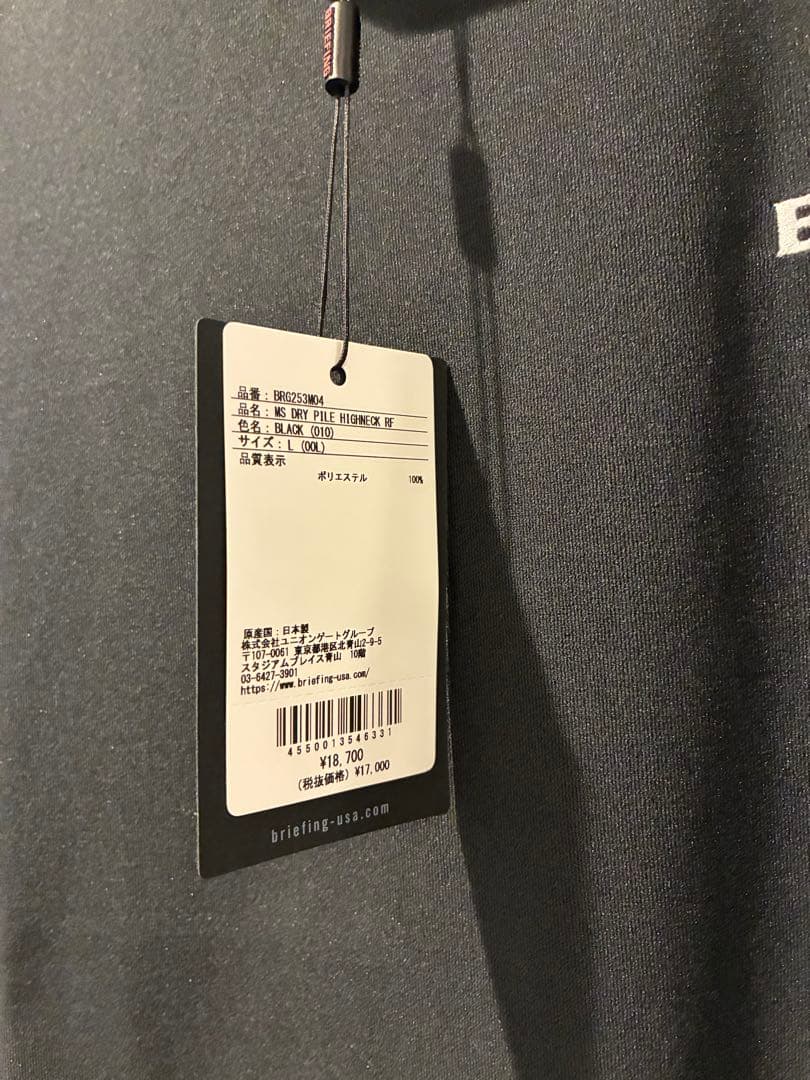 BRIEFING
品番：BRG253M04
品名：MS DRY PILE HIGHNECK RF
色名：BLACK (010)
サイズ：L (00L)
品質表示
ポリエステル 100%
原産国：日本製
株式会社ユニオンゲートグループ
〒107-0061 東京都港区北青山2-9-5
スタジアムプレイス青山 10階
03-6427-3901
https://www.briefing-usa.com/
4550013546331
¥18,700
(税抜価格) ¥17,000
briefing-usa.com